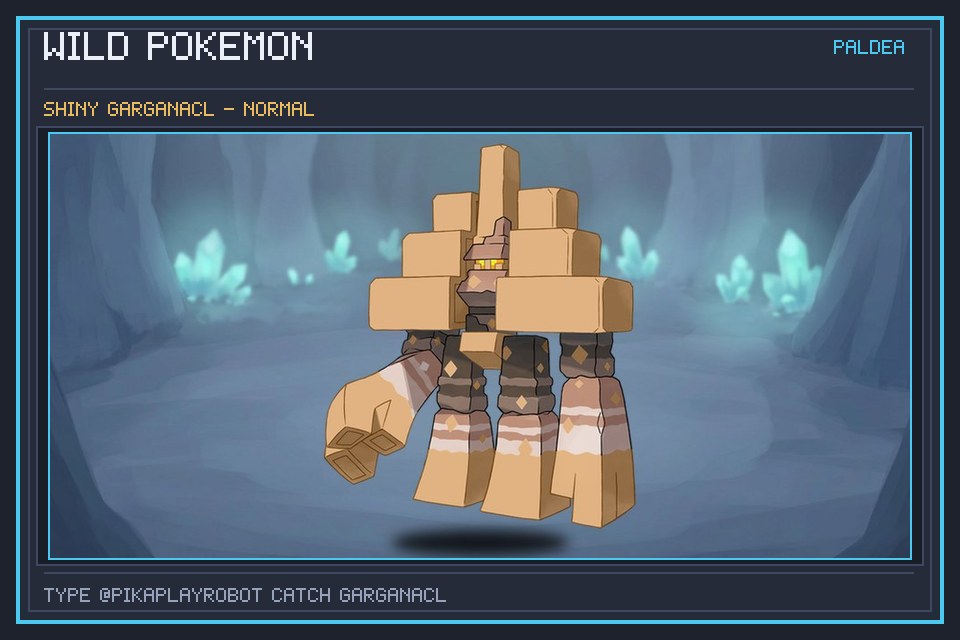 WILD POKEMON
PALDEA
SHINY GARGANACL - NORMAL
TYPE @PIKAPLAYROBOT CATCH GARGANACL